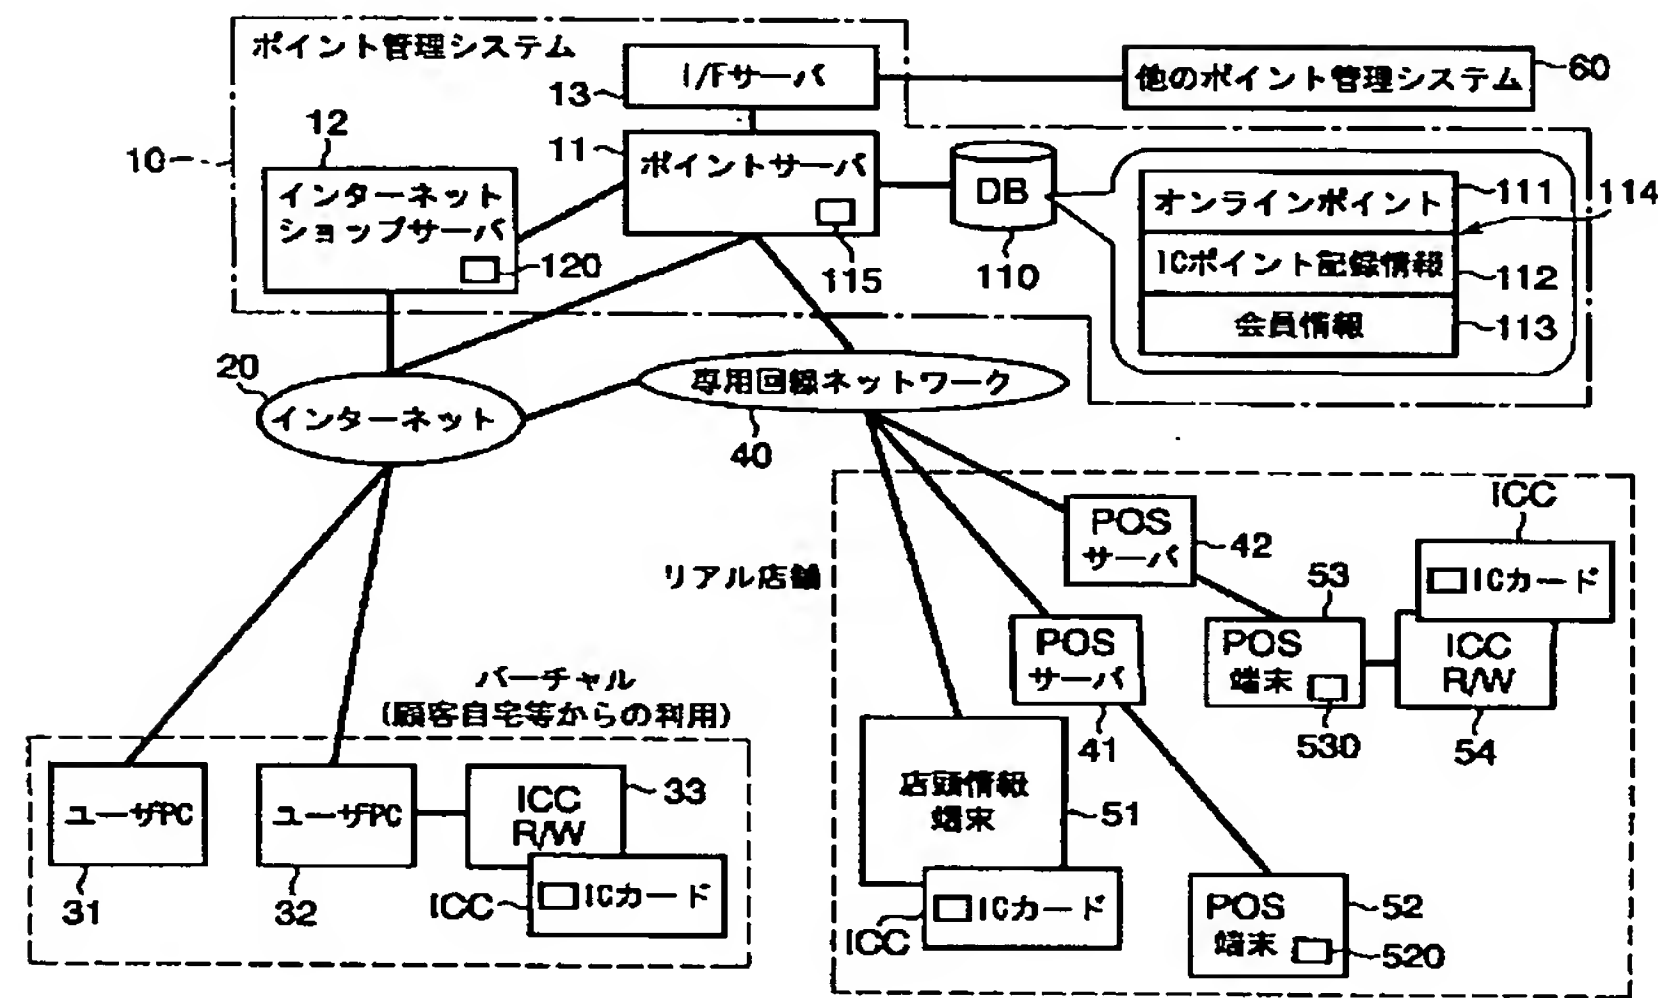 ポイント管理システム
I/Fサーバ
13
他のポイント管理システム
60
12
11
10
ポイントサーバ
115
インターネット
ショップサーバ
120
DB
110
オンラインポイント
111
114
ICポイント記録情報
112
会員情報
113
20
インターネット
専用回線ネットワーク
40
リアル店舗
POS
サーバ
42
ICC
ICカード
53
POS
端末
530
ICC
R/W
54
POS
サーバ
41
店頭情報
端末
51
ICC
ICカード
POS
端末
52
520
バーチャル
(顧客自宅等からの利用)
ユーザPC
31
ユーザPC
32
ICC
R/W
33
ICC
ICカード